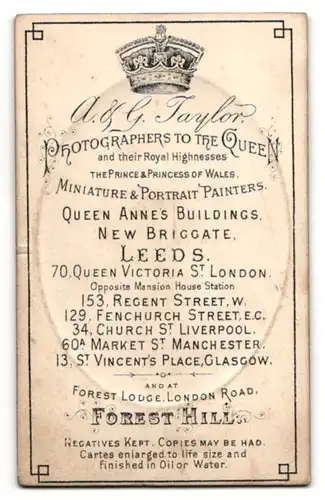 A. & G. Taylor.
PHOTOGRAPHERS TO THE QUEEN
and their Royal Highnesses
THE PRINCE & PRINCESS OF WALES.
MINIATURE & PORTRAIT PAINTERS.
QUEEN ANNE'S BUILDINGS,
NEW BRIGGATE,
LEEDS.
70, QUEEN VICTORIA ST LONDON.
Opposite Mansion House Station
153, REGENT STREET, W.
129, FENCHURCH STREET, E.C.
34, CHURCH ST LIVERPOOL.
60A MARKET ST MANCHESTER.
13, ST VINCENT'S PLACE, GLASGOW.
AND AT
FOREST LODGE, LONDON ROAD,
FOREST HILL.
NEGATIVES KEPT. COPIES MAY BE HAD.
Cartes enlarged to life size and
finished in Oil or Water.